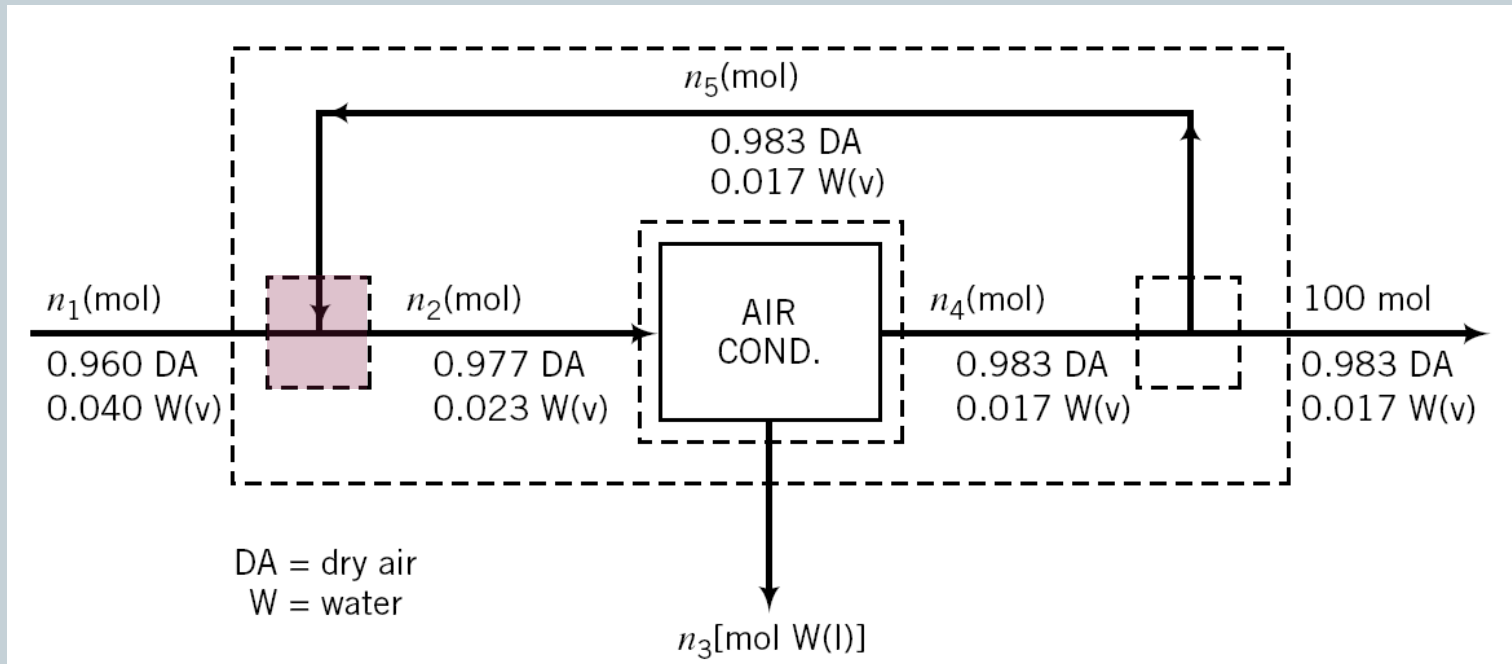 n5(mol)
0.983 DA
0.017 W(v)
n1(mol)
0.960 DA
0.040 W(v)
n2(mol)
0.977 DA
0.023 W(v)
AIR
COND.
n4(mol)
0.983 DA
0.017 W(v)
100 mol
0.983 DA
0.017 W(v)
DA = dry air
W = water
n3[mol W(l)]